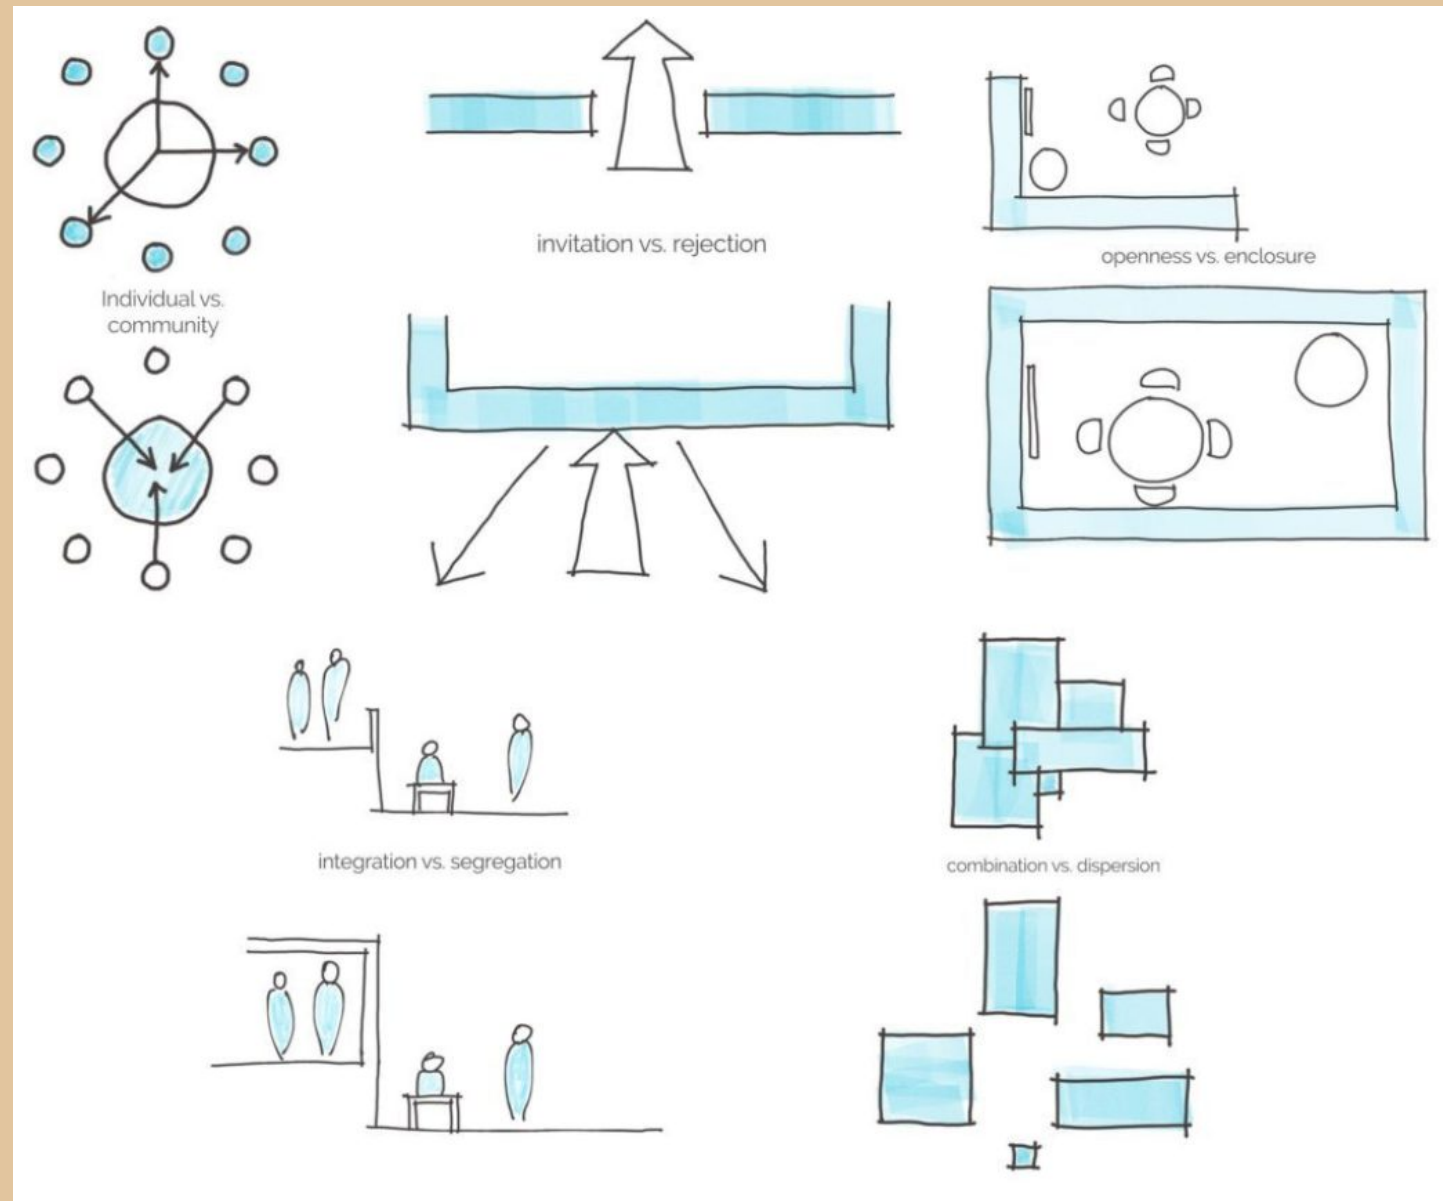 invitation vs. rejection
openness vs. enclosure
Individual vs.
community
integration vs. segregation
combination vs. dispersion